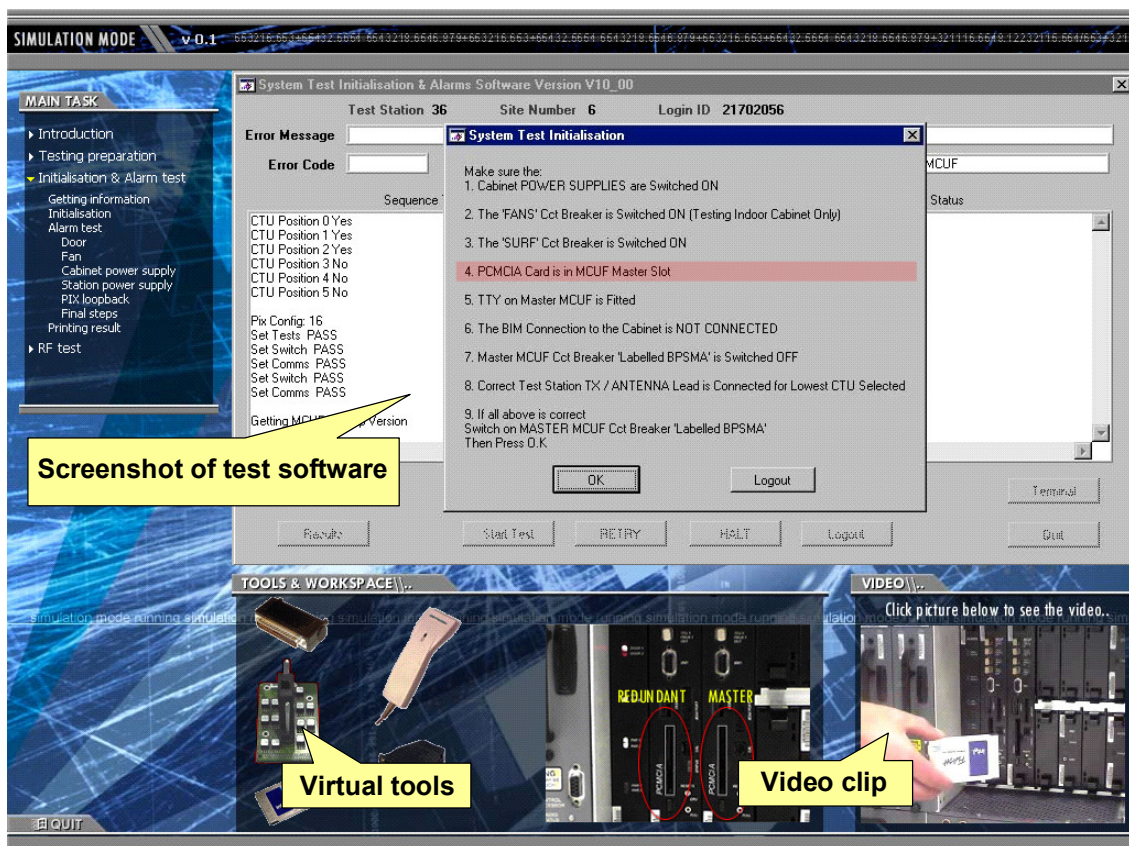 SIMULATION MODE v 0.1
MAIN TASK
Introduction
Testing preparation
Initialisation & Alarm test
Getting information
Initialisation
Alarm test
Door
Fan
Cabinet power supply
Station power supply
PIX loopback
Final steps
Printing result
RF test
System Test Initialisation & Alarms Software Version V10_00
Test Station 36 Site Number 6 Login ID 21702056
Error Message
Error Code
MCUF
Sequence
Status
CTU Position 0 Yes
CTU Position 1 Yes
CTU Position 2 Yes
CTU Position 3 No
CTU Position 4 No
CTU Position 5 No
Pix Config: 16
Set Tests PASS
Set Switch PASS
Set Comms PASS
Set Switch PASS
Set Comms PASS
Getting Version
System Test Initialisation
Make sure the:
1. Cabinet POWER SUPPLIES are Switched ON
2. The 'FANS' Cct Breaker is Switched ON (Testing Indoor Cabinet Only)
3. The 'SURF' Cct Breaker is Switched ON
4. PCMCIA Card is in MCUF Master Slot
5. TTY on Master MCUF is Fitted
6. The BIM Connection to the Cabinet is NOT CONNECTED
7. Master MCUF Cct Breaker 'Labelled BPSMA' is Switched OFF
8. Correct Test Station TX / ANTENNA Lead is Connected for Lowest CTU Selected
9. If all above is correct
Switch on MASTER MCUF Cct Breaker 'Labelled BPSMA'
Then Press O.K
OK Logout
Screenshot of test software
Terminal
Results Start Test RETRY HALT Logout Quit
TOOLS & WORKSPACE\\..
VIDEO\\..
Click picture below to see the video..
REDUNDANT MASTER
PCMCIA PCMCIA
Virtual tools
Video clip
QUIT